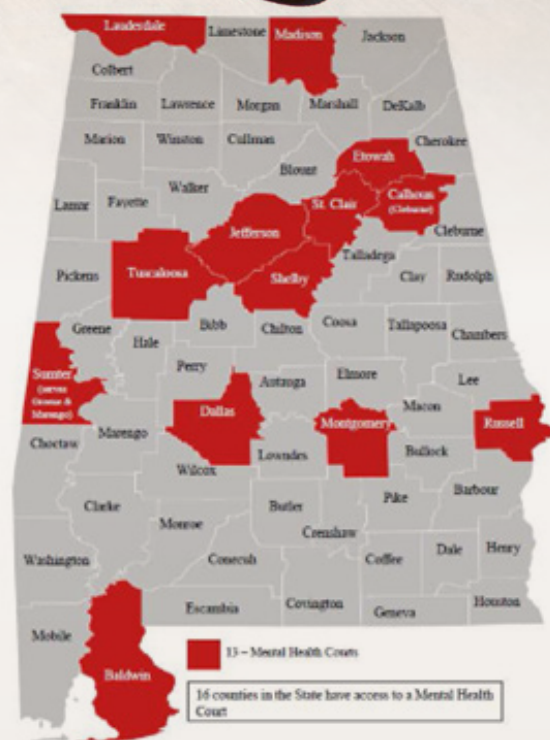 Lauderdale
Limestone
Madison
Jackson
Colbert
Franklin
Lawrence
Morgan
Marshall
DeKalb
Marion
Winston
Cullman
Cherokee
Etowah
Blount
Lamar
Fayette
Walker
St. Clair
Calhoun
(Cleburne)
Jefferson
Cleburne
Talladega
Pickens
Tuscaloosa
Shelby
Clay
Rudolph
Greene
Hale
Bibb
Chilton
Coosa
Tallapoosa
Chambers
Sumter
(serves
Greene &
Marengo)
Perry
Autauga
Elmore
Lee
Dallas
Macon
Choctaw
Marengo
Montgomery
Russell
Lowndes
Bullock
Wilcox
Clarke
Monroe
Butler
Crenshaw
Pike
Barbour
Washington
Conecuh
Coffee
Dale
Henry
Escambia
Covington
Geneva
Houston
Mobile
Baldwin
13 – Mental Health Courts
16 counties in the State have access to a Mental Health
Court